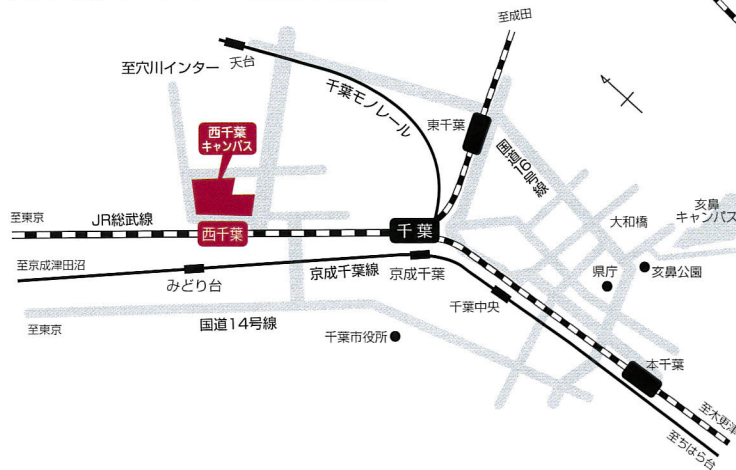 至成田
天台
至穴川インター
千葉モノレール
東千葉
国道16号線
西千葉
キャンパス
亥鼻
キャンパス
大和橋
至東京
JR総武線
西千葉
千葉
至京成津田沼
みどり台
京成千葉線
京成千葉
県庁
亥鼻公園
千葉中央
至東京
国道14号線
千葉市役所
本千葉
至木更津
至ちはら台